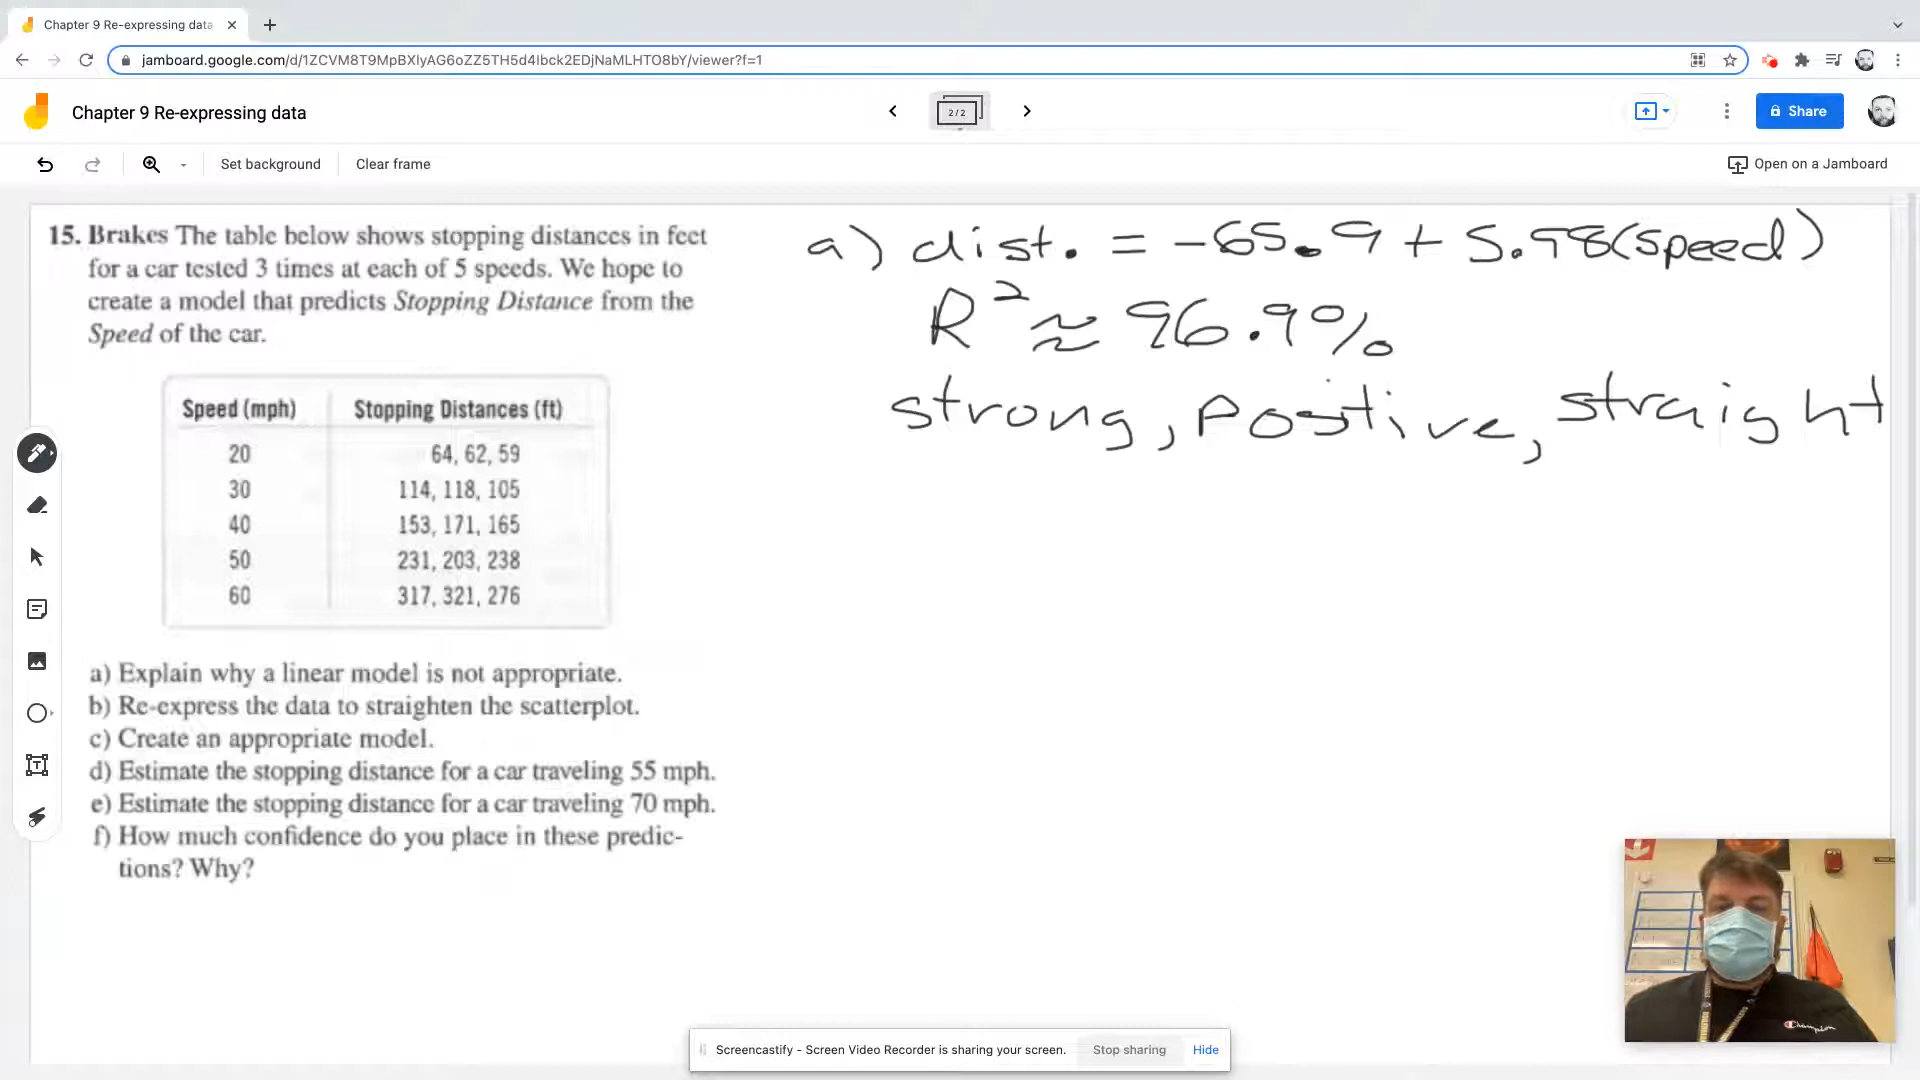 Chapter 9 Re-expressing data
jamboard.google.com/d/1ZCVM8T9MpBXlyAG6oZZ5TH5d4lbck2EDjNaMLHTO8bY/viewer?f=1
Chapter 9 Re-expressing data
2 / 2
Share
Set background
Clear frame
Open on a Jamboard
15. Brakes The table below shows stopping distances in feet
for a car tested 3 times at each of 5 speeds. We hope to
create a model that predicts Stopping Distance from the
Speed of the car.
Speed (mph) Stopping Distances (ft)
20 64, 62, 59
30 114, 118, 105
40 153, 171, 165
50 231, 203, 238
60 317, 321, 276
a) Explain why a linear model is not appropriate.
b) Re-express the data to straighten the scatterplot.
c) Create an appropriate model.
d) Estimate the stopping distance for a car traveling 55 mph.
e) Estimate the stopping distance for a car traveling 70 mph.
f) How much confidence do you place in these predic-
tions? Why?
a) dist. = -65.9 + 5.98(speed)
R² ≈ 96.9%
strong, positive, straight
Champion
Screencastify - Screen Video Recorder is sharing your screen.
Stop sharing
Hide